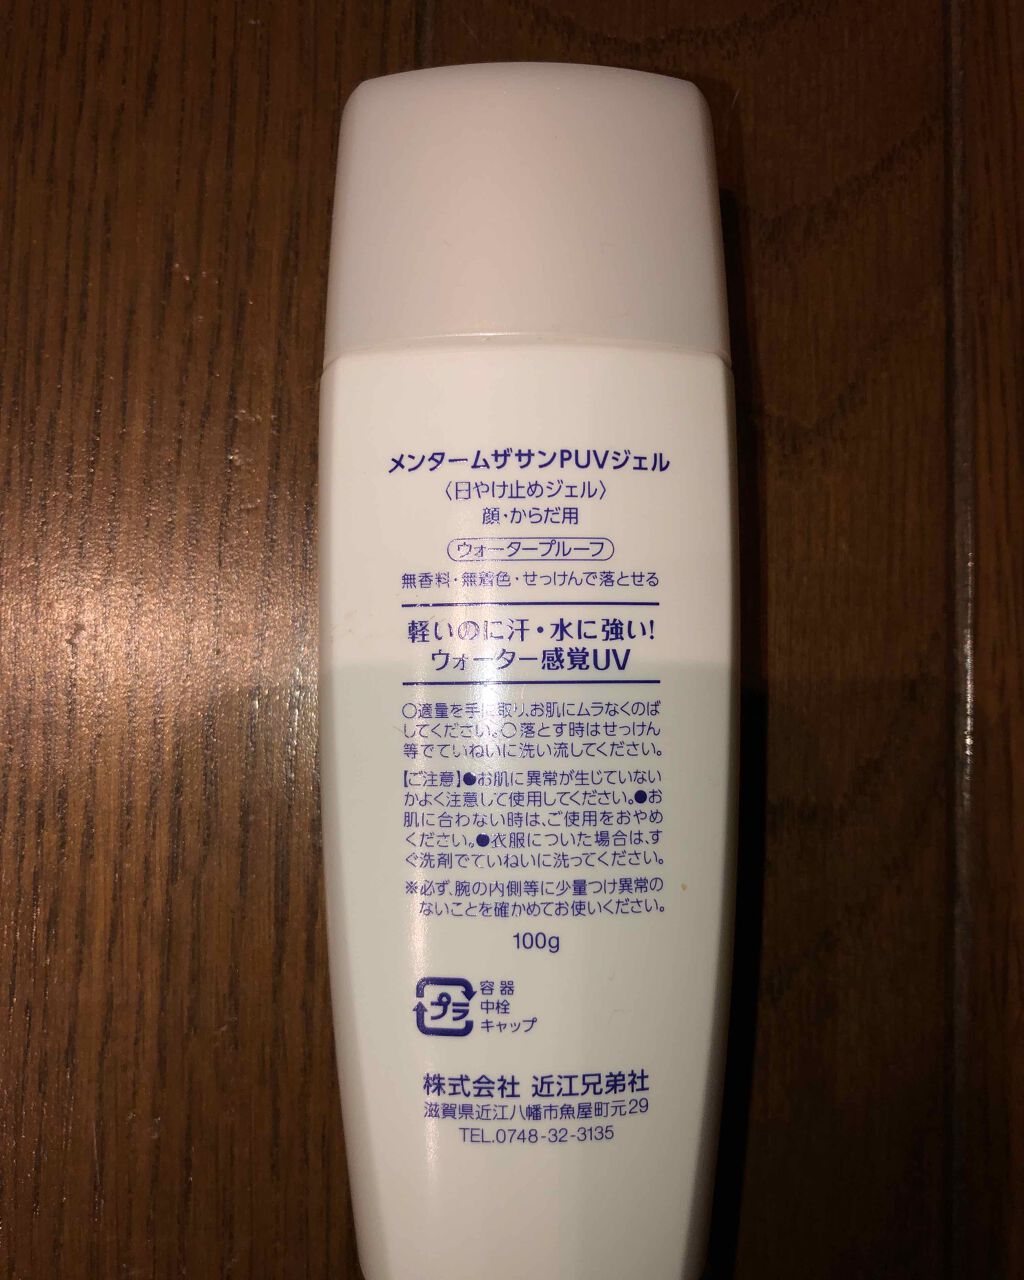 メンタームザサンPUVジェル
〈日やけ止めジェル〉
顔・からだ用
ウォータープルーフ
無香料・無着色・せっけんで落とせる
軽いのに汗・水に強い!
ウォーター感覚UV
○適量を手に取り、お肌にムラなくのば
してください。○落とす時はせっけん
等でていねいに洗い流してください。
【ご注意】●お肌に異常が生じていない
かよく注意して使用してください。●お
肌に合わない時は、ご使用をおやめ
ください。●衣服についた場合は、す
ぐ洗剤でていねいに洗ってください。
※必ず、腕の内側等に少量つけ異常の
ないことを確かめてお使いください。
100g
プラ
容器
中栓
キャップ
株式会社 近江兄弟社
滋賀県近江八幡市魚屋町元29
TEL.0748-32-3135